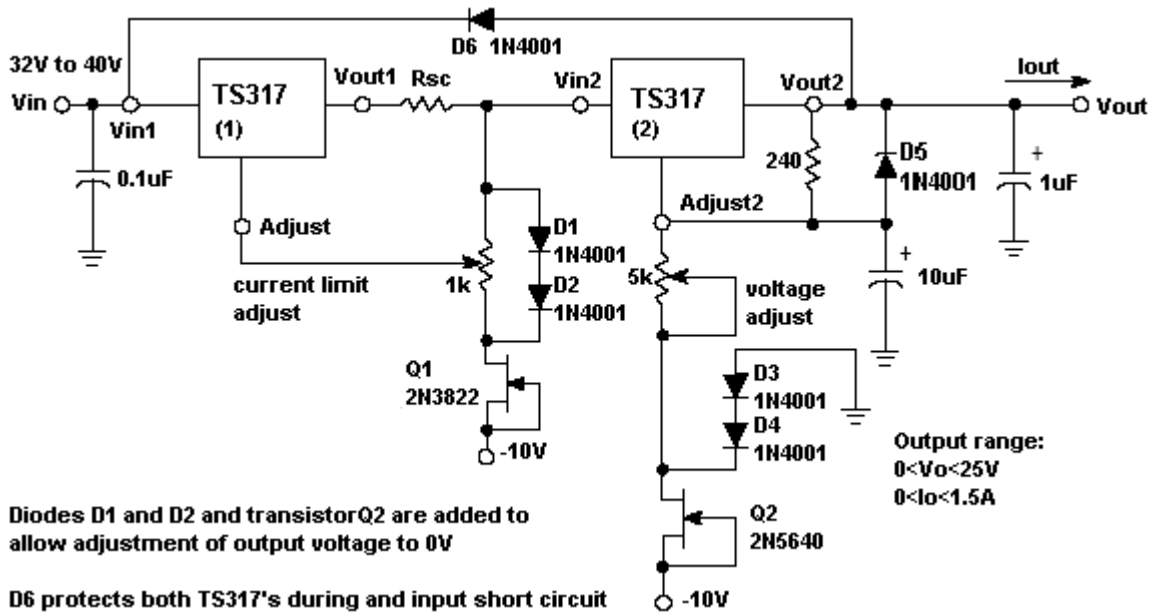 D6 1N4001
32V to 40V
Vin
Vin1
TS317
(1)
Vout1
Rsc
Vin2
TS317
(2)
Vout2
Iout
Vout
0.1uF
Adjust
current limit
adjust
1k
D1
1N4001
D2
1N4001
Q1
2N3822
-10V
240
D5
1N4001
+
1uF
Adjust2
5k
voltage
adjust
+
10uF
D3
1N4001
D4
1N4001
Q2
2N5640
-10V
Output range:
0<Vo<25V
0<Io<1.5A
Diodes D1 and D2 and transistorQ2 are added to
allow adjustment of output voltage to 0V
D6 protects both TS317's during and input short circuit